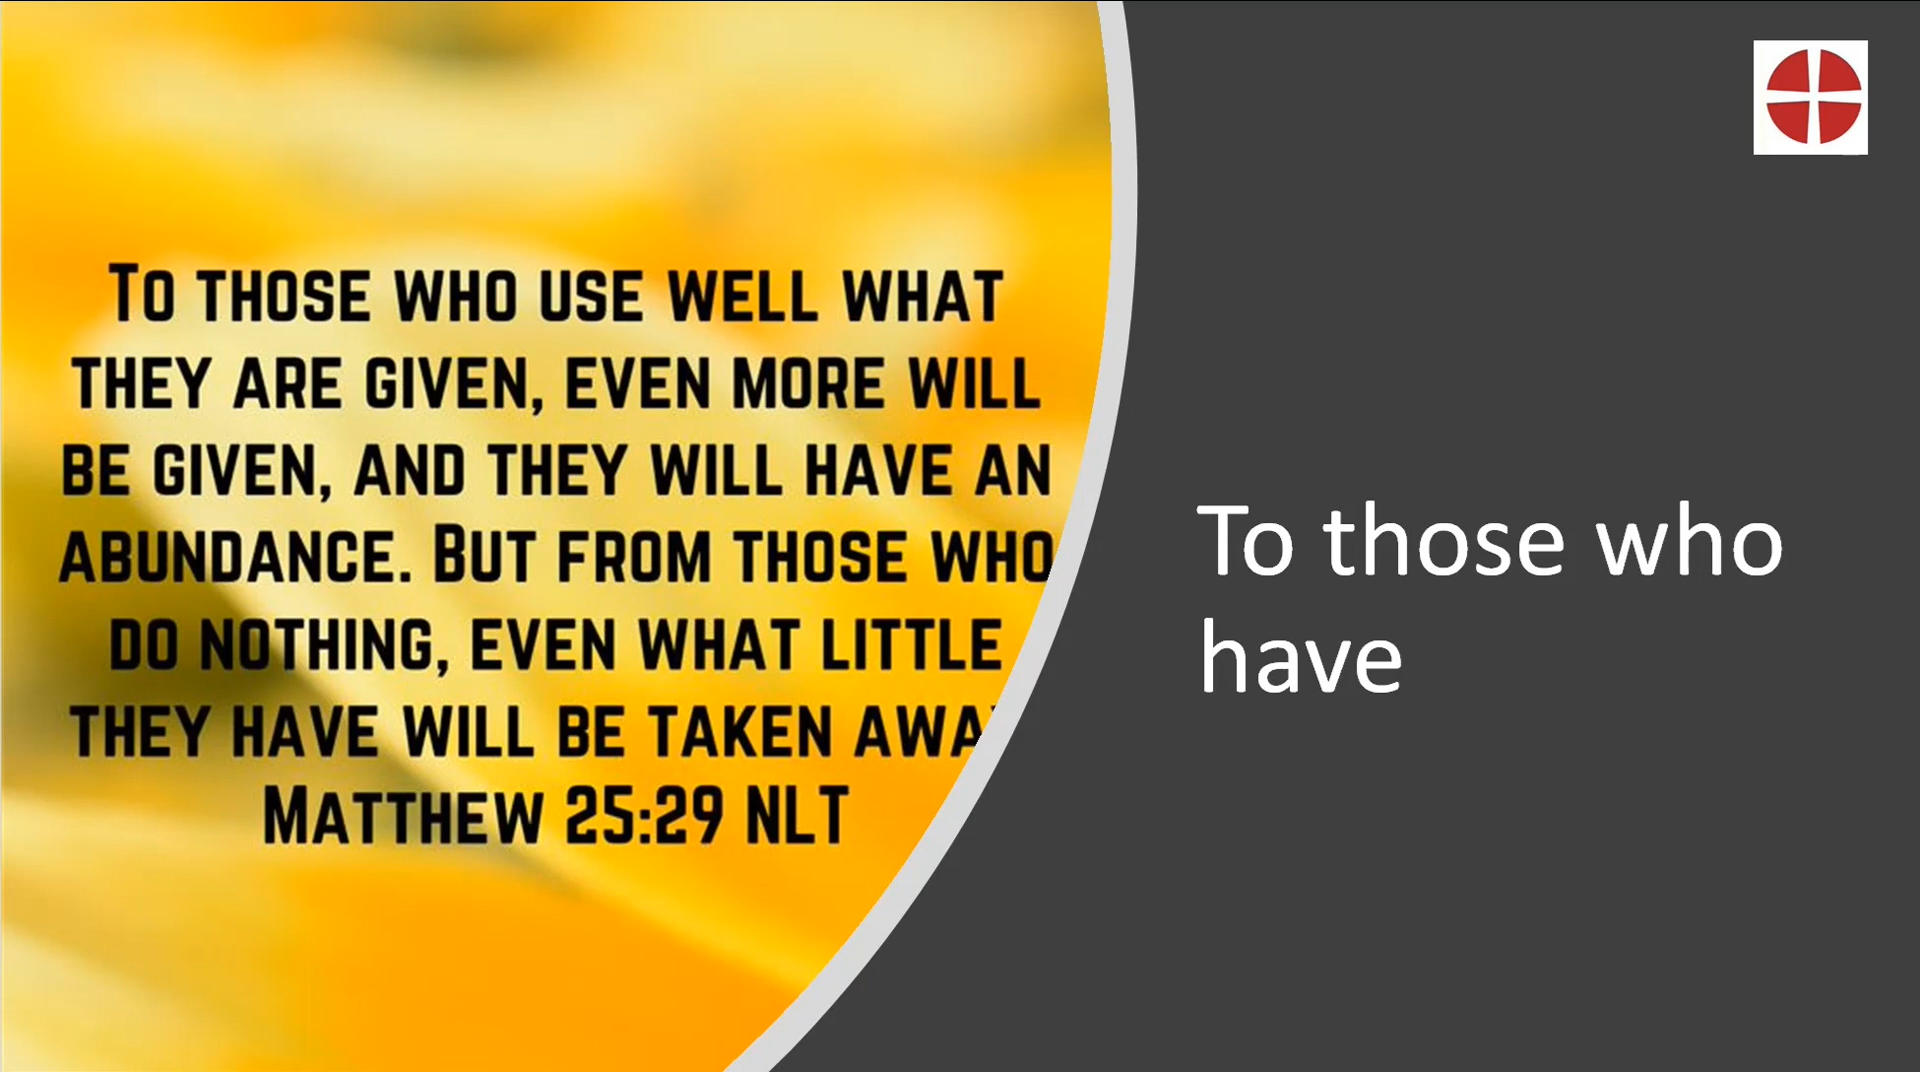 To those who use well what
they are given, even more will
be given, and they will have an
abundance. But from those who
do nothing, even what little
they have will be taken
Matthew 25:29 NLT
To those who
have